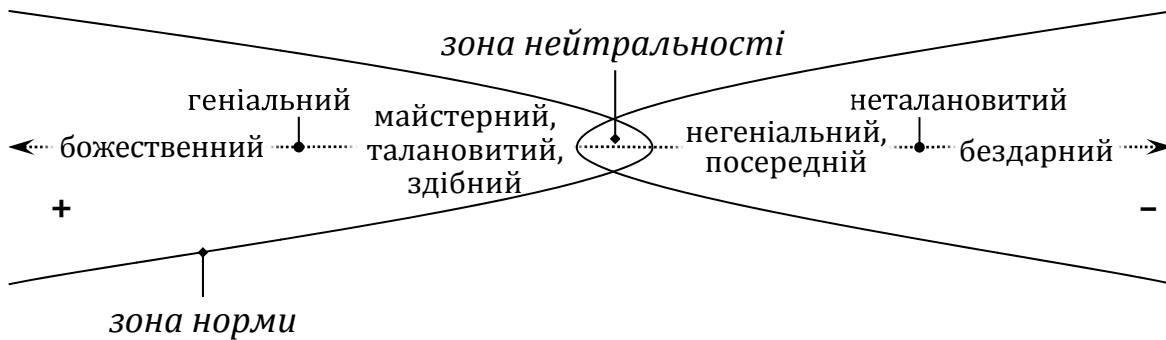 зона нейтральності
геніальний
неталановитий
майстерний,
талановитий,
здібний
негеніальний,
посередній
божественний
бездарний
+
–
зона норми